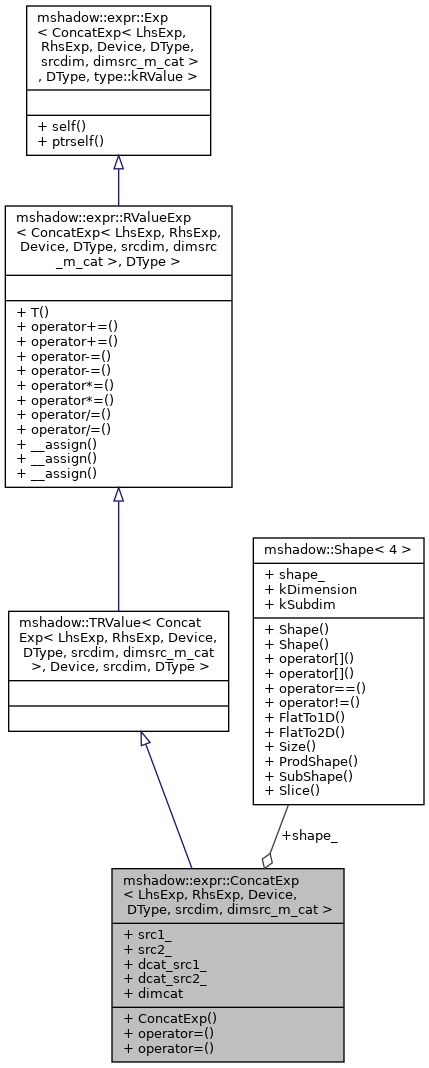 mshadow::expr::Exp
< ConcatExp< LhsExp,
RhsExp, Device, DType,
srcdim, dimsrc_m_cat >
, DType, type::kRValue >
+ self()
+ ptrself()
mshadow::expr::RValueExp
< ConcatExp< LhsExp, RhsExp,
Device, DType, srcdim, dimsrc
_m_cat >, DType >
+ T()
+ operator+=()
+ operator+=()
+ operator-=()
+ operator-=()
+ operator*=()
+ operator*=()
+ operator/=()
+ operator/=()
+ __assign()
+ __assign()
+ __assign()
mshadow::TRValue< Concat
Exp< LhsExp, RhsExp, Device,
DType, srcdim, dimsrc_m_cat
>, Device, srcdim, DType >
mshadow::Shape< 4 >
+ shape_
+ kDimension
+ kSubdim
+ Shape()
+ Shape()
+ operator[]()
+ operator[]()
+ operator==()
+ operator!=()
+ FlatTo1D()
+ FlatTo2D()
+ Size()
+ ProdShape()
+ SubShape()
+ Slice()
+shape_
mshadow::expr::ConcatExp
< LhsExp, RhsExp, Device,
DType, srcdim, dimsrc_m_cat >
+ src1_
+ src2_
+ dcat_src1_
+ dcat_src2_
+ dimcat
+ ConcatExp()
+ operator=()
+ operator=()